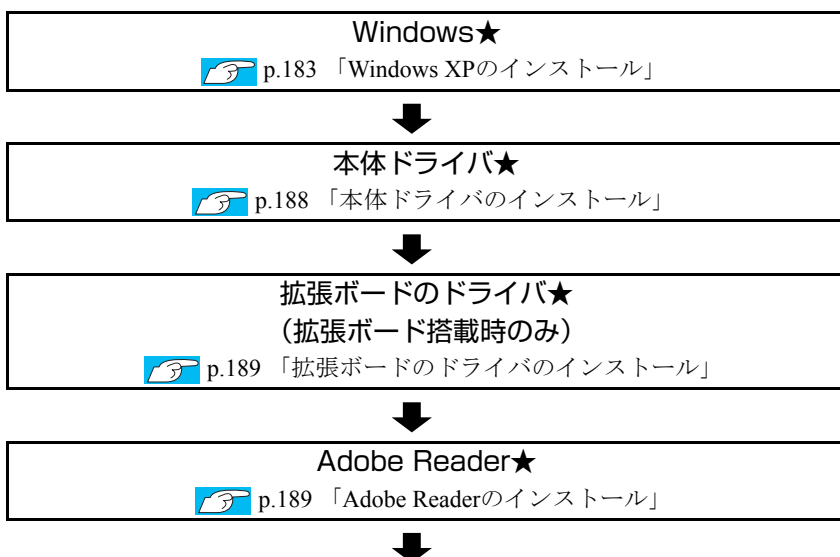 Windows★
p.183 「Windows XPのインストール」
本体ドライバ★
p.188 「本体ドライバのインストール」
拡張ボードのドライバ★
（拡張ボード搭載時のみ）
p.189 「拡張ボードのドライバのインストール」
Adobe Reader★
p.189 「Adobe Readerのインストール」